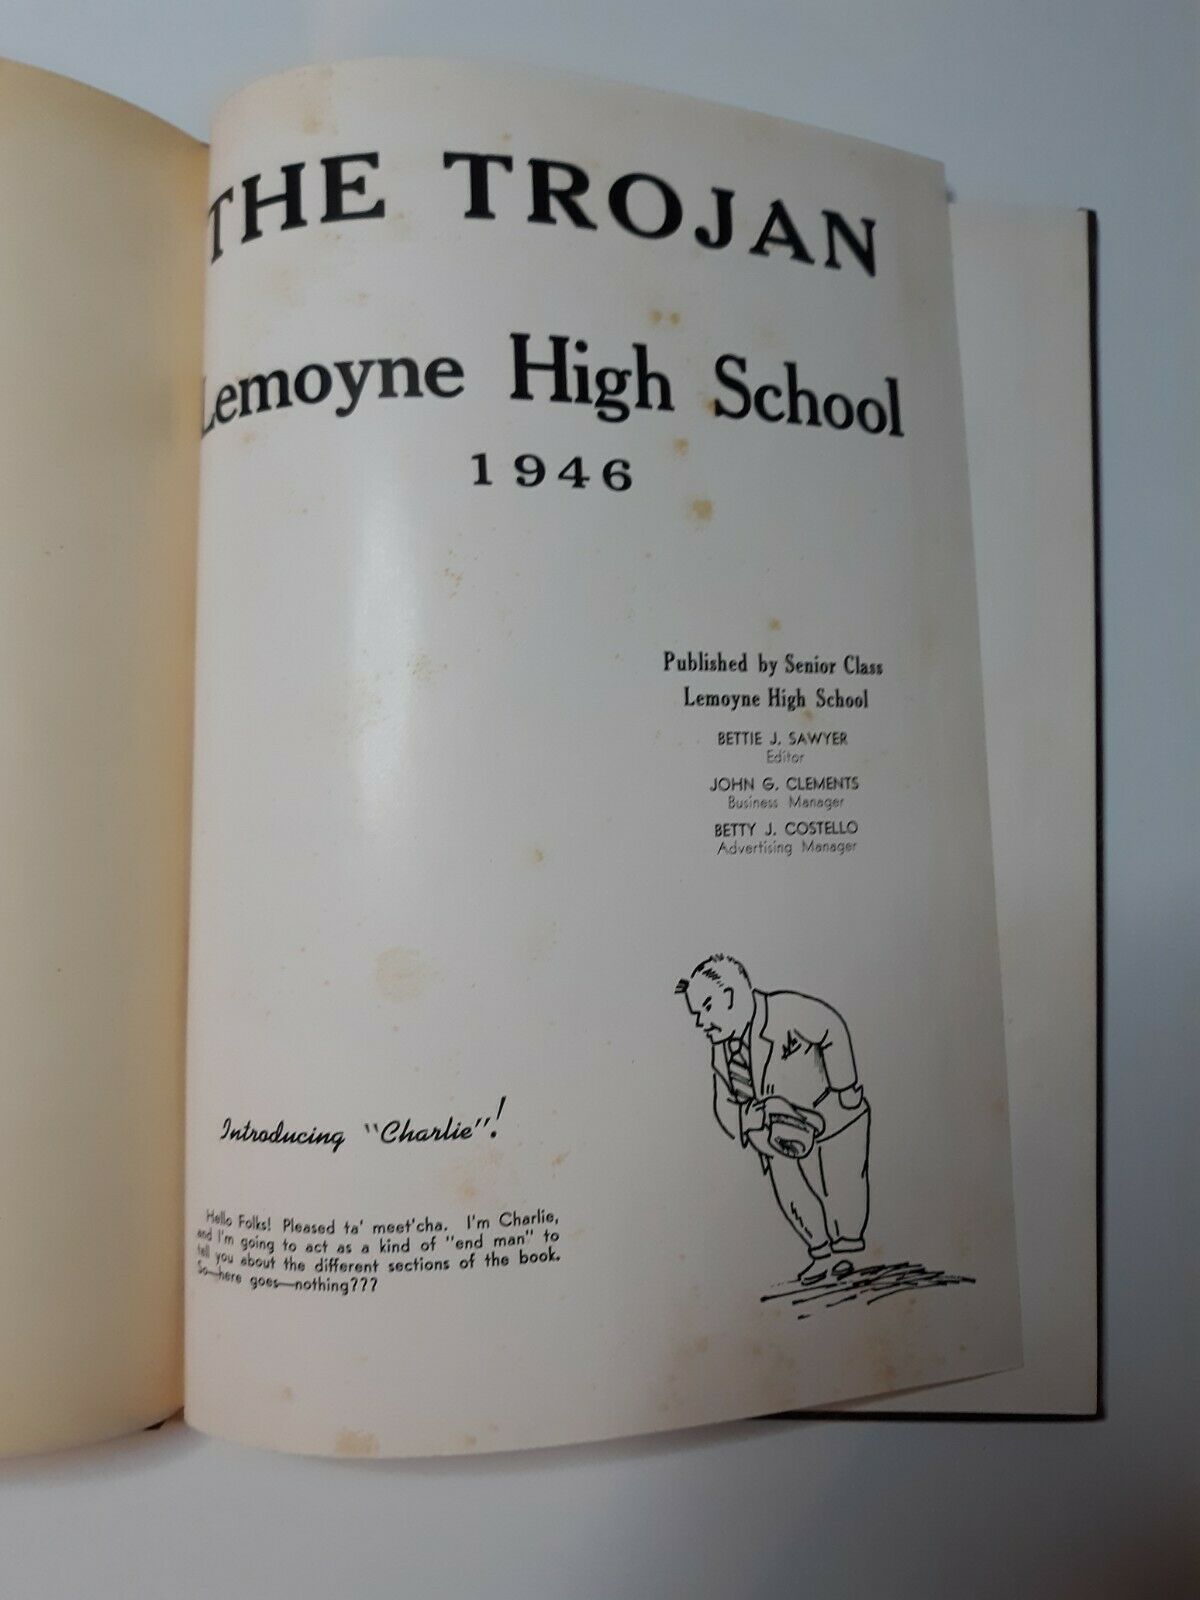 THE TROJAN
Lemoyne High School
1946
Published by Senior Class
Lemoyne High School
BETTIE J. SAWYER
Editor
JOHN G. CLEMENTS
Business Manager
BETTY J. COSTELLO
Advertising Manager
Introducing "Charlie"!
Hello Folks! Pleased ta' meet'cha. I'm Charlie,
and I'm going to act as a kind of "end man" to
tell you about the different sections of the book.
So—here goes—nothing???